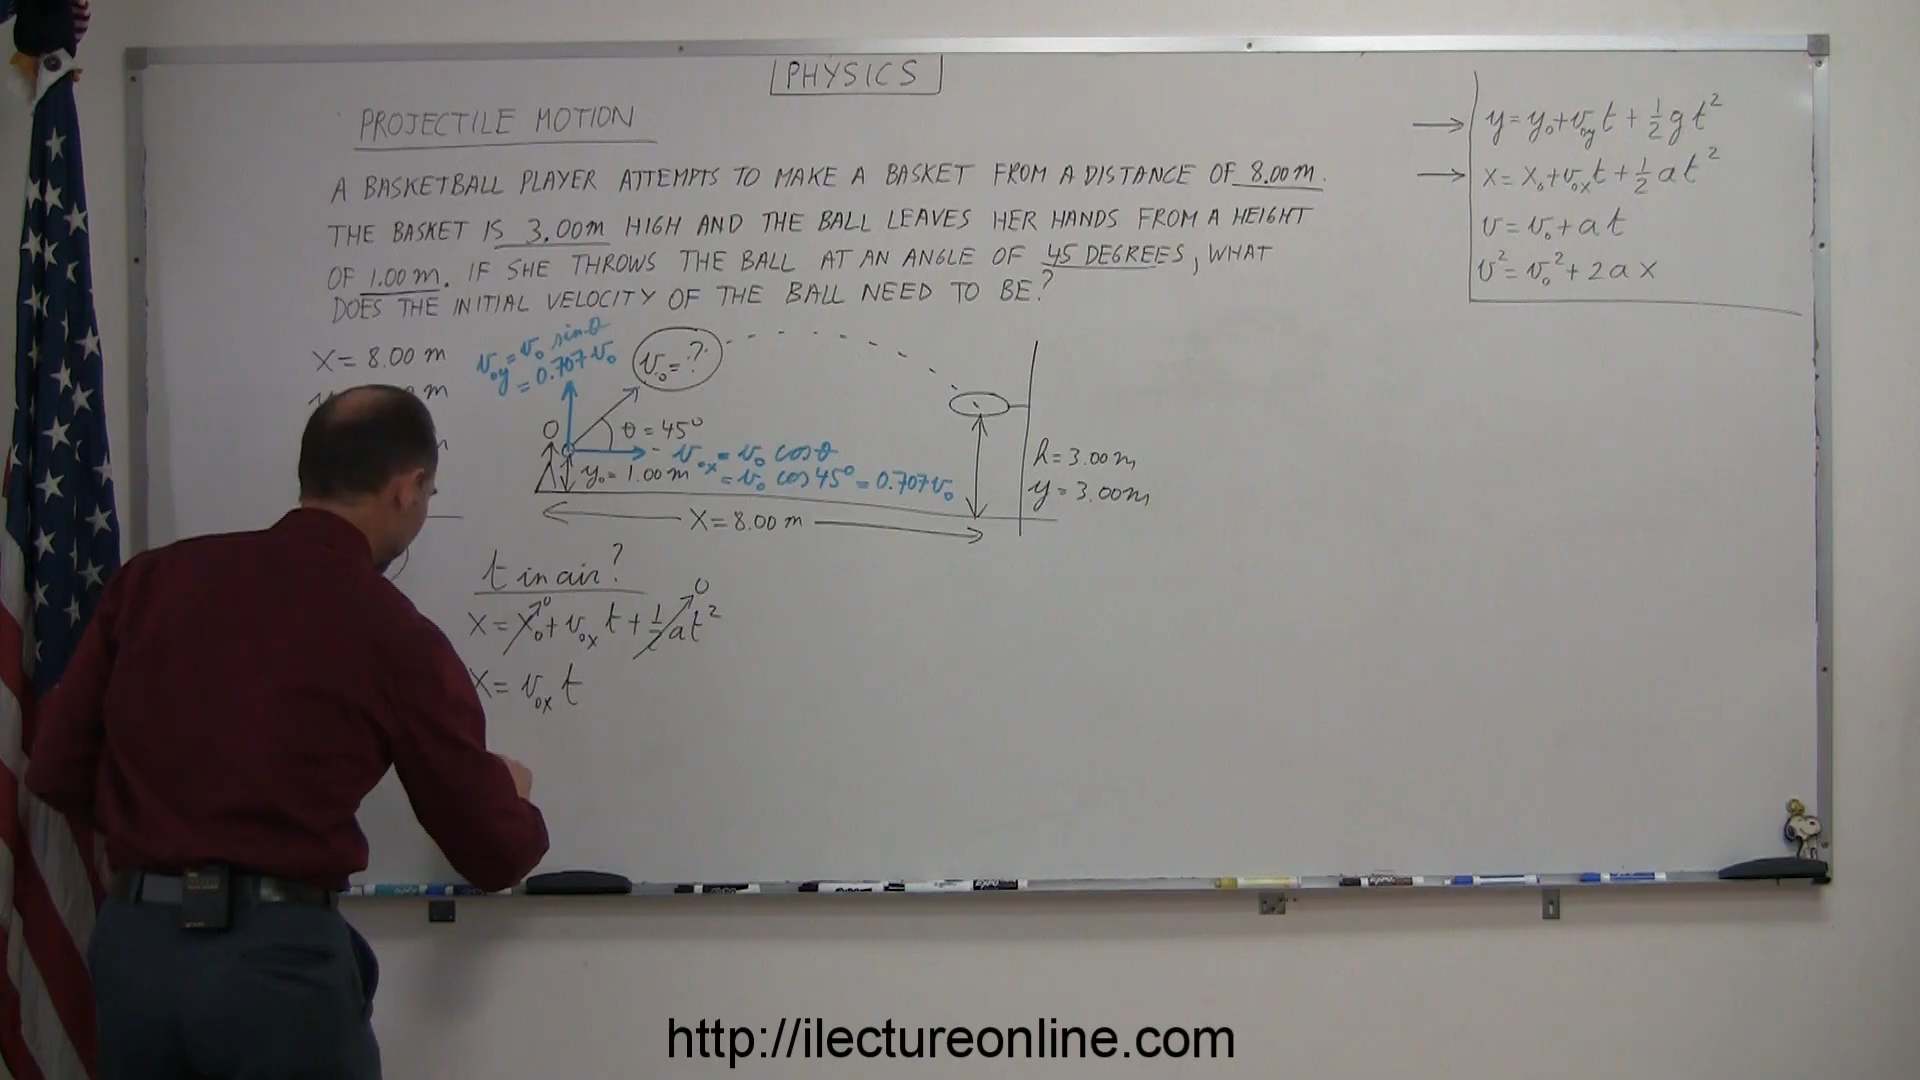 PHYSICS
PROJECTILE MOTION
A BASKETBALL PLAYER ATTEMPTS TO MAKE A BASKET FROM A DISTANCE OF 8.00 m.
THE BASKET IS 3.00m HIGH AND THE BALL LEAVES HER HANDS FROM A HEIGHT
OF 1.00 m. IF SHE THROWS THE BALL AT AN ANGLE OF 45 DEGREES, WHAT
DOES THE INITIAL VELOCITY OF THE BALL NEED TO BE?
y = y₀ + v₀y t + ½ g t²
x = x₀ + v₀x t + ½ a t²
v = v₀ + a t
v² = v₀² + 2 a x
x = 8.00 m
m
v₀y = v₀ sin θ
= 0.707 v₀
v₀ = ?
θ = 45°
v₀x = v₀ cos θ
= v₀ cos 45° = 0.707 v₀
y₀ = 1.00 m
h = 3.00 m
y = 3.00 m
X = 8.00 m
t in air?
x = x₀ 0 + v₀x t + ½ a t² 0
x = v₀x t
http://ilectureonline.com